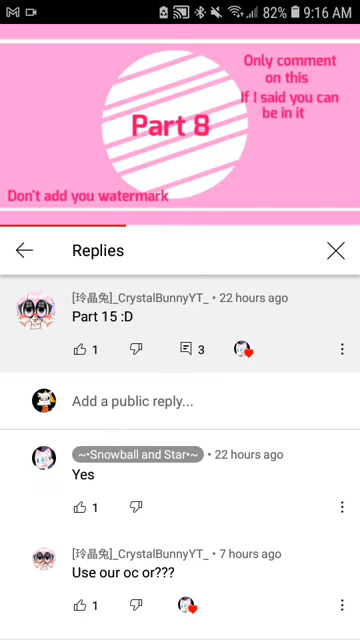 82% 9:16 AM
Only comment
on this
If I said you can
be in it
Part 8
Don't add you watermark
Replies
[玲晶兔]_CrystalBunnyYT_ • 22 hours ago
Part 15 :D
1 3
Add a public reply...
~•Snowball and Star•~ • 22 hours ago
Yes
1
[玲晶兔]_CrystalBunnyYT_ • 7 hours ago
Use our oc or???
1